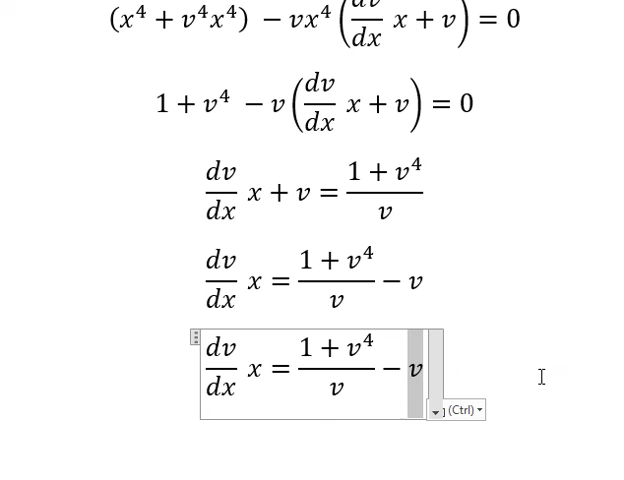 (x⁴ + v⁴x⁴) − vx⁴ (dv/dx x + v) = 0
1 + v⁴ − v (dv/dx x + v) = 0
dv/dx x + v = (1 + v⁴)/v
dv/dx x = (1 + v⁴)/v − v
dv/dx x = (1 + v⁴)/v − v
(Ctrl)